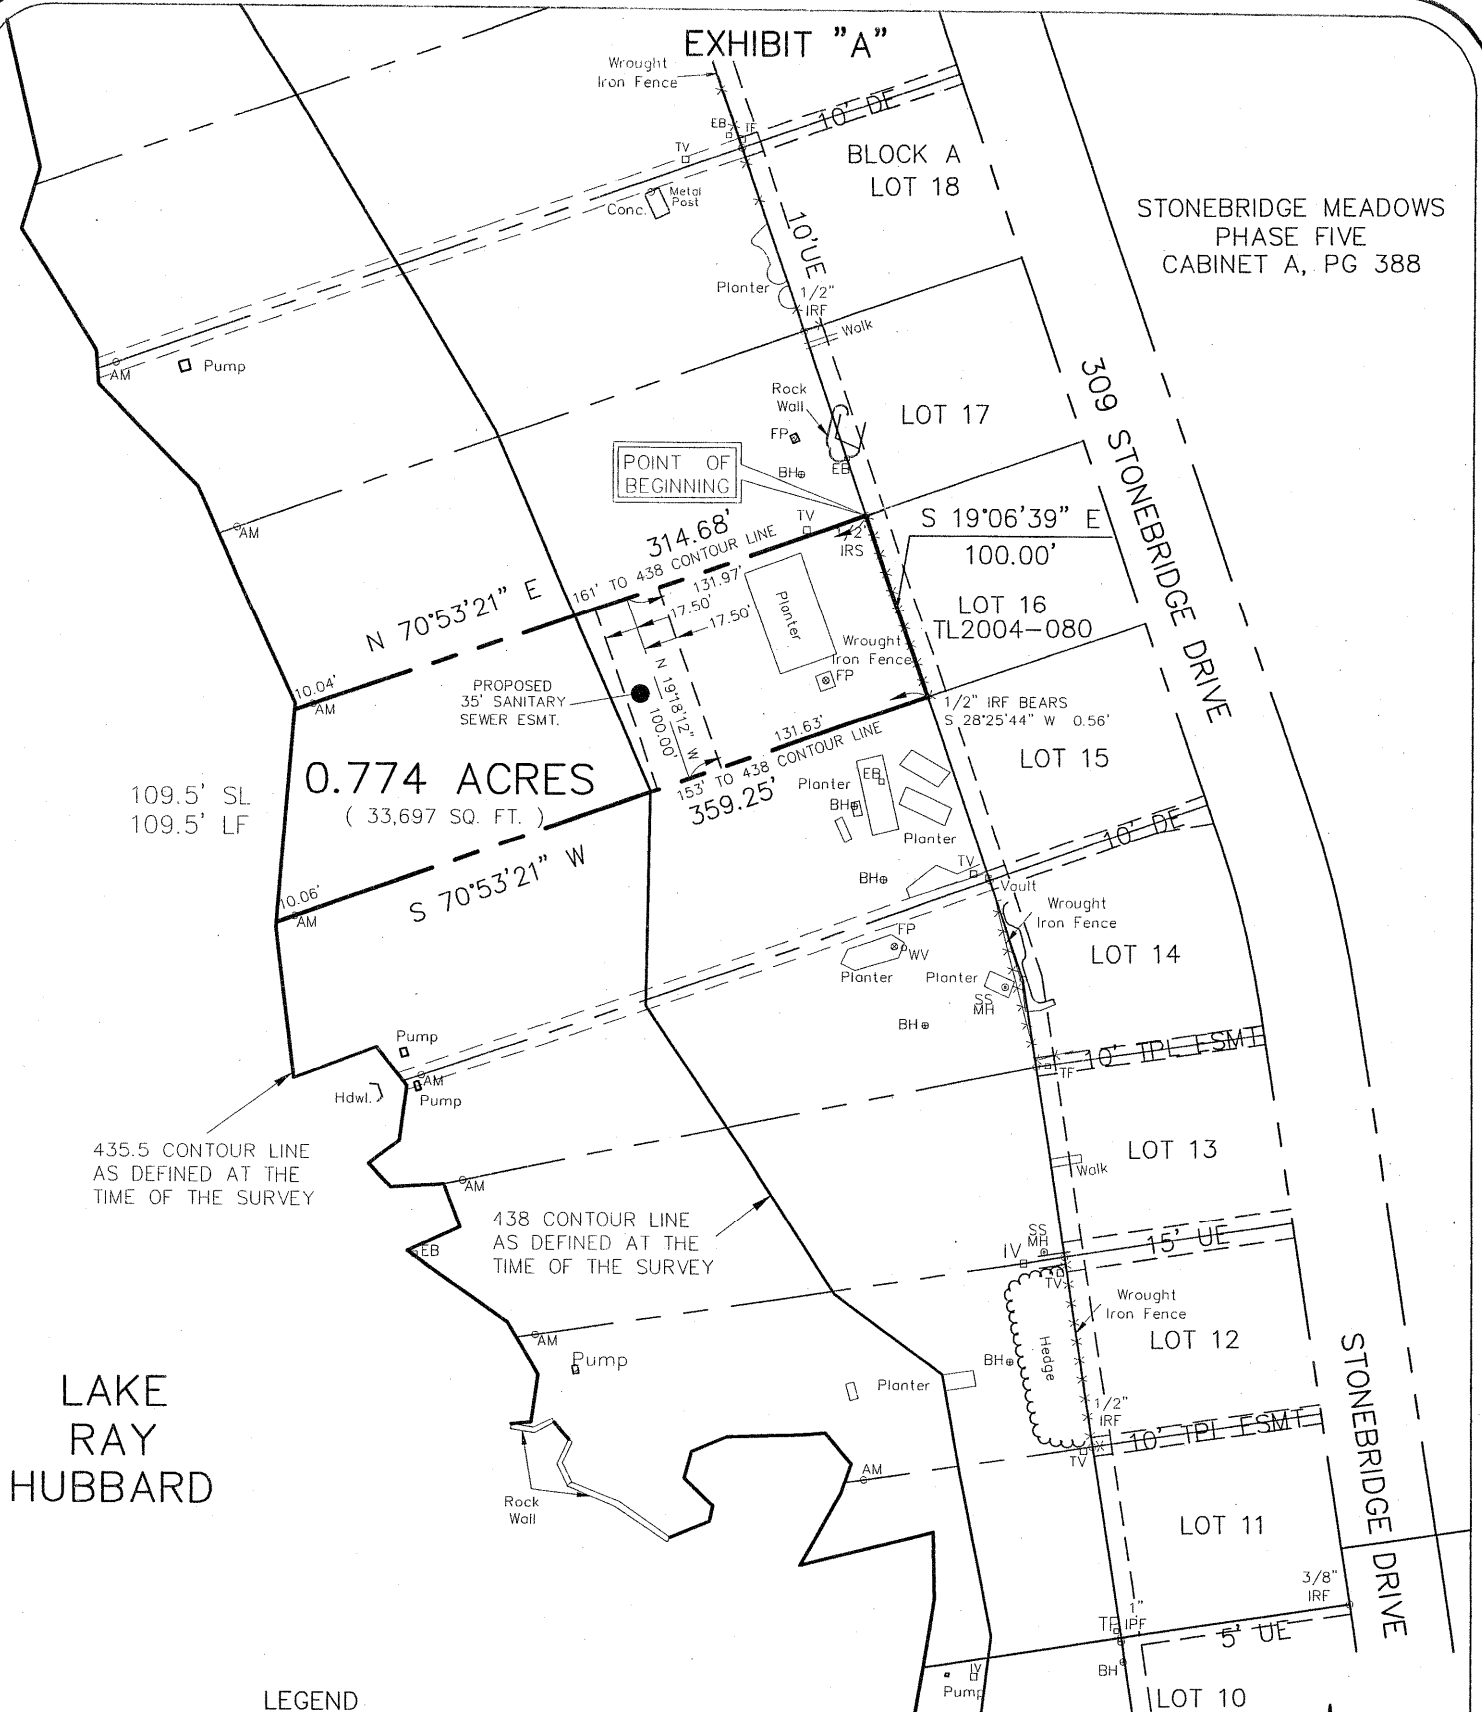 EXHIBIT "A"
Wrought
Iron Fence
10' DE
EB
TF
TV
BLOCK A
LOT 18
Metal
Post
Conc.
STONEBRIDGE MEADOWS
PHASE FIVE
CABINET A, PG 388
10'UE
Planter
1/2"
IRF
Walk
AM
Pump
309 STONEBRIDGE DRIVE
Rock
Wall
LOT 17
FP
BH
EB
POINT OF
BEGINNING
TV
AM
314.68'
S 19°06'39" E
100.00'
1/2'
IRS
161' TO 438 CONTOUR LINE
131.97'
N 70°53'21" E
17.50'
17.50'
Planter
LOT 16
TL2004-080
Wrought
Iron Fence
FP
N 19°18'12" W
100.00'
PROPOSED
35' SANITARY
SEWER ESMT.
10.04'
AM
1/2" IRF BEARS
S 28°25'44" W 0.56'
131.63'
153' TO 438 CONTOUR LINE
359.25'
LOT 15
0.774 ACRES
( 33,697 SQ. FT. )
109.5' SL
109.5' LF
Planter
EB
BH
Planter
10' DE
S 70°53'21" W
TV
BH
Vault
10.06'
AM
Wrought
Iron Fence
FP
WV
LOT 14
Planter
Planter
SS
MH
BH
Pump
10' TPL ESMT
AM
TF
Hdwl.
Pump
435.5 CONTOUR LINE
AS DEFINED AT THE
TIME OF THE SURVEY
LOT 13
Walk
AM
438 CONTOUR LINE
AS DEFINED AT THE
TIME OF THE SURVEY
SS
MH
15' UE
EB
IV
TV
Wrought
Iron Fence
AM
LOT 12
Hedge
Pump
BH
STONEBRIDGE DRIVE
LAKE
RAY
HUBBARD
Planter
1/2"
IRF
10' TPL ESMT
TV
AM
Rock
Wall
LOT 11
3/8"
IRF
1"
IPF
TP
5' UE
BH
IV
Pump
LEGEND
LOT 10